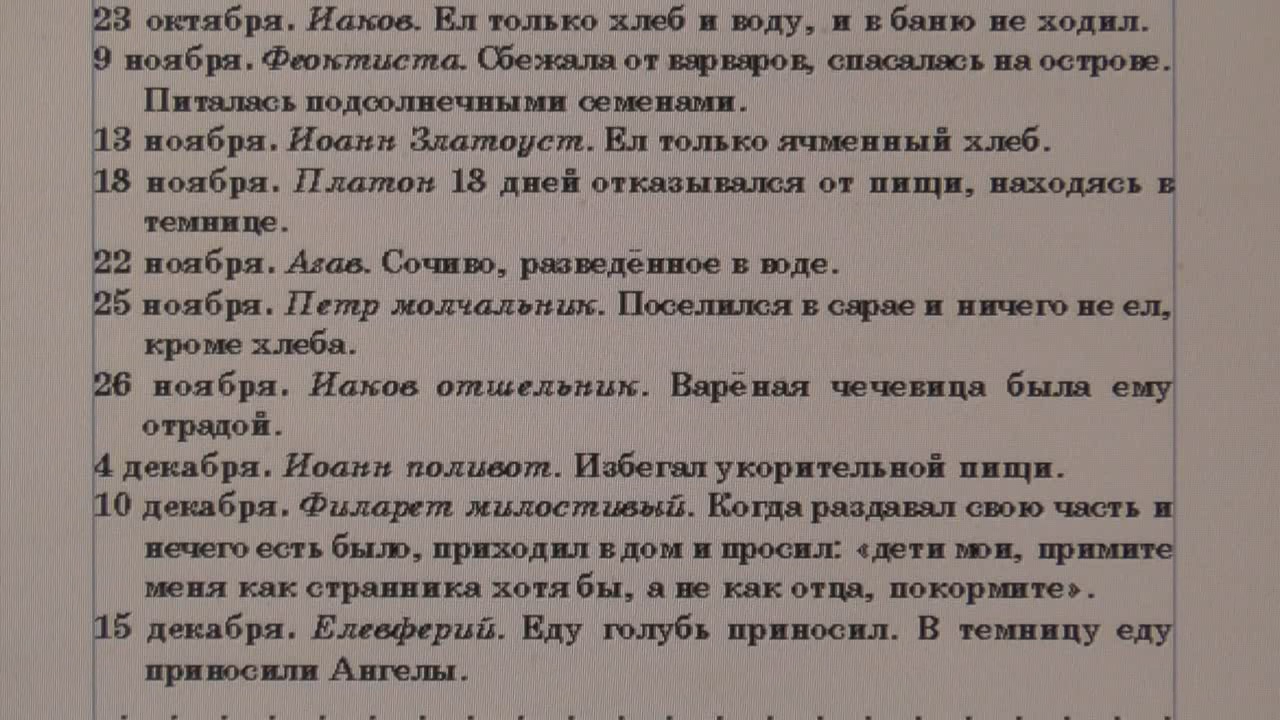 23 октября. Иаков. Ел только хлеб и воду, и в баню не ходил.
9 ноября. Феоктиста. Сбежала от варваров, спасалась на острове.
Питалась подсолнечными семенами.
13 ноября. Иоанн Златоуст. Ел только ячменный хлеб.
18 ноября. Платон 18 дней отказывался от пищи, находясь в
темнице.
22 ноября. Агав. Сочиво, разведённое в воде.
25 ноября. Петр молчальник. Поселился в сарае и ничего не ел,
кроме хлеба.
26 ноября. Иаков отшельник. Варёная чечевица была ему
отрадой.
4 декабря. Иоанн поливот. Избегал укорительной пищи.
10 декабря. Филарет милостивый. Когда раздавал свою часть и
нечего есть было, приходил в дом и просил: «дети мои, примите
меня как странника хотя бы, а не как отца, покормите».
15 декабря. Елевферий. Еду голубь приносил. В темницу еду
приносили Ангелы.